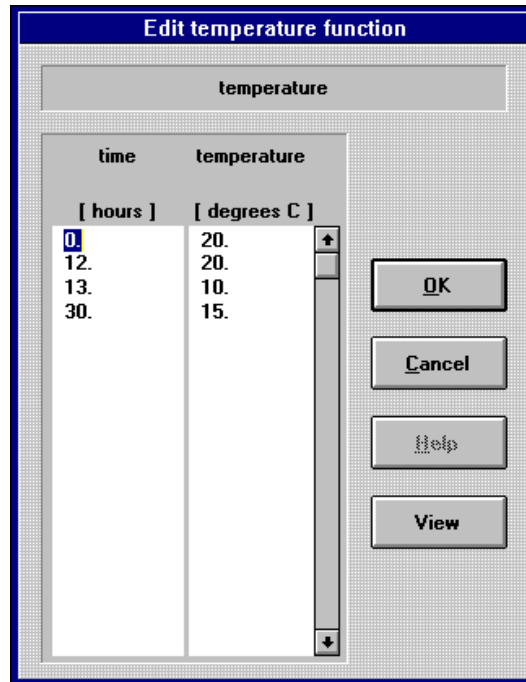 Edit temperature function
temperature
time temperature
[ hours ] [ degrees C ]
0. 20.
12. 20.
13. 10.
30. 15.
OK
Cancel
Help
View